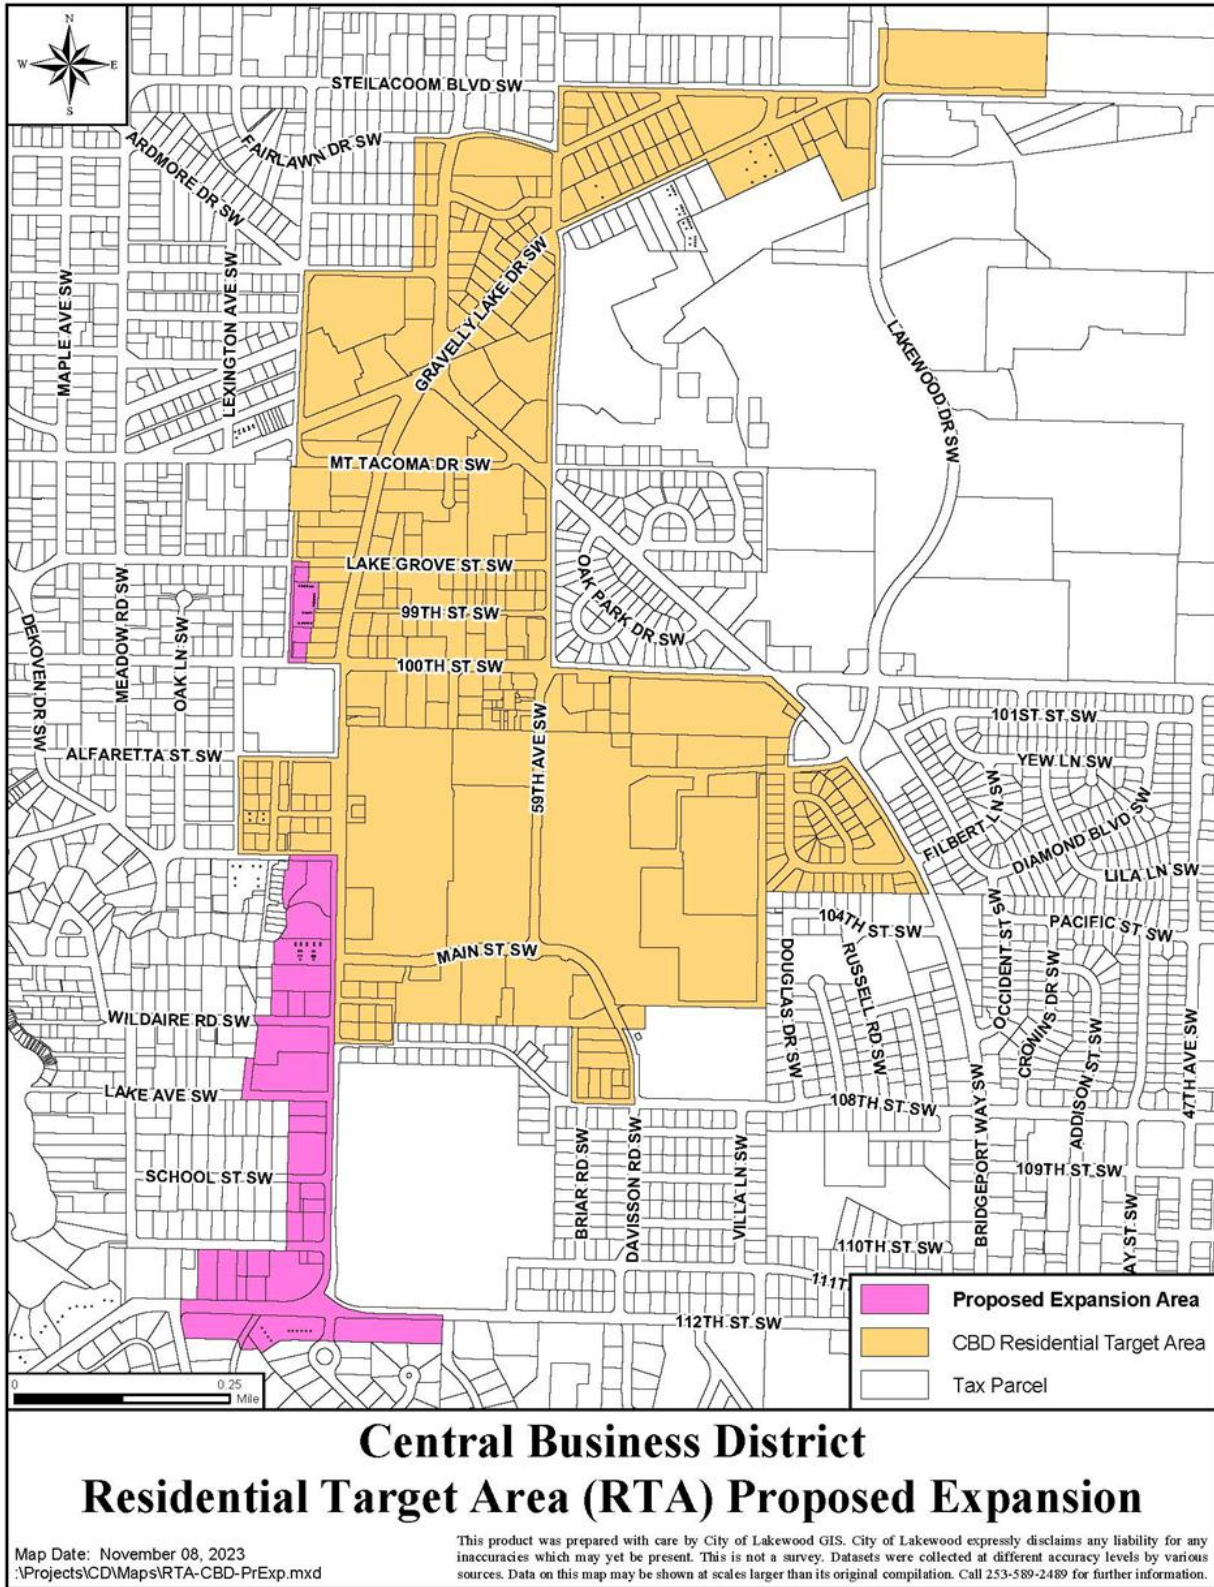 N
W
E
S
STEILACOOM BLVD SW
FAIRLAWN DR SW
ARDMORE DR SW
MAPLE AVE SW
LEXINGTON AVE SW
GRAVELLY LAKE DR SW
LAKEWOOD DR SW
MT TACOMA DR SW
LAKE GROVE ST SW
OAK PARK DR SW
99TH ST SW
DEKOVEN DR SW
MEADOW RD SW
OAK LN SW
100TH ST SW
101ST ST SW
ALFARETTA ST SW
59TH AVE SW
YEW LN SW
FILBERT LN SW
DIAMOND BLVD SW
LILA LN SW
104TH ST SW
PACIFIC ST SW
MAIN ST SW
DOUGLAS DR SW
RUSSELL RD SW
OCCIDENT ST SW
CRONINS DR SW
WILDAIRE RD SW
ADDISON ST SW
47TH AVE SW
LAKE AVE SW
108TH ST SW
BRIDGEPORT WAY SW
SCHOOL ST SW
BRIAR RD SW
DAVISSON RD SW
VILLA LN SW
109TH ST SW
110TH ST SW
AY ST SW
111T
112TH ST SW
Proposed Expansion Area
CBD Residential Target Area
Tax Parcel
0
0.25
Mile
Central Business District
Residential Target Area (RTA) Proposed Expansion
Map Date: November 08, 2023
:\Projects\CD\Maps\RTA-CBD-PrExp.mxd
This product was prepared with care by City of Lakewood GIS. City of Lakewood expressly disclaims any liability for any
inaccuracies which may yet be present. This is not a survey. Datasets were collected at different accuracy levels by various
sources. Data on this map may be shown at scales larger than its original compilation. Call 253-589-2489 for further information.